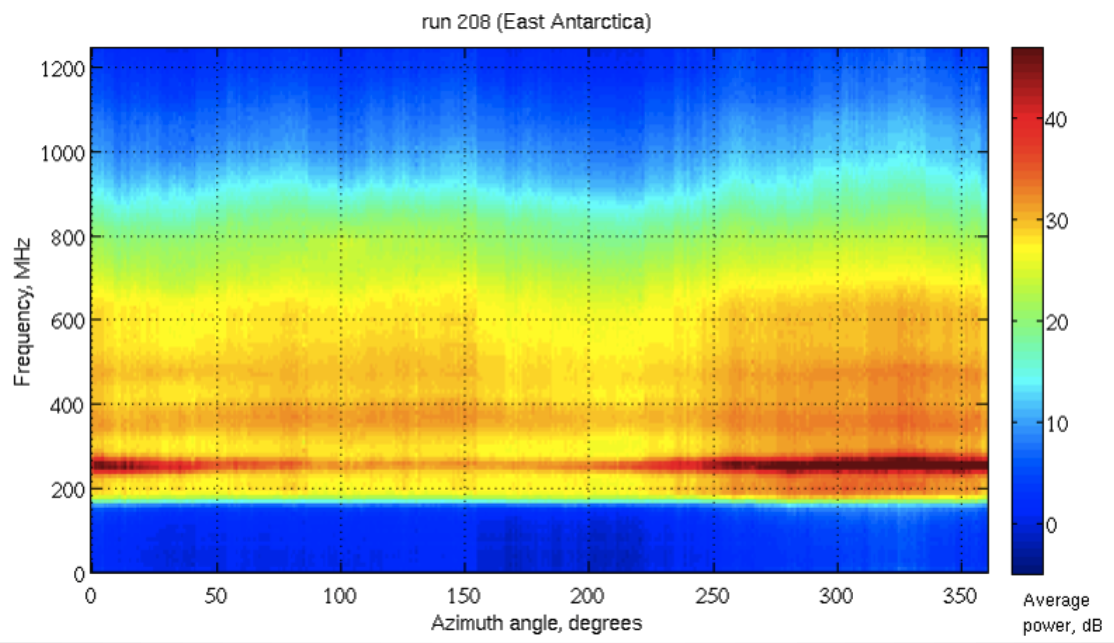 run 208 (East Antarctica)
1200
1000
800
600
400
200
0
Frequency, MHz
0 50 100 150 200 250 300 350
Azimuth angle, degrees
40
30
20
10
0
Average
power, dB